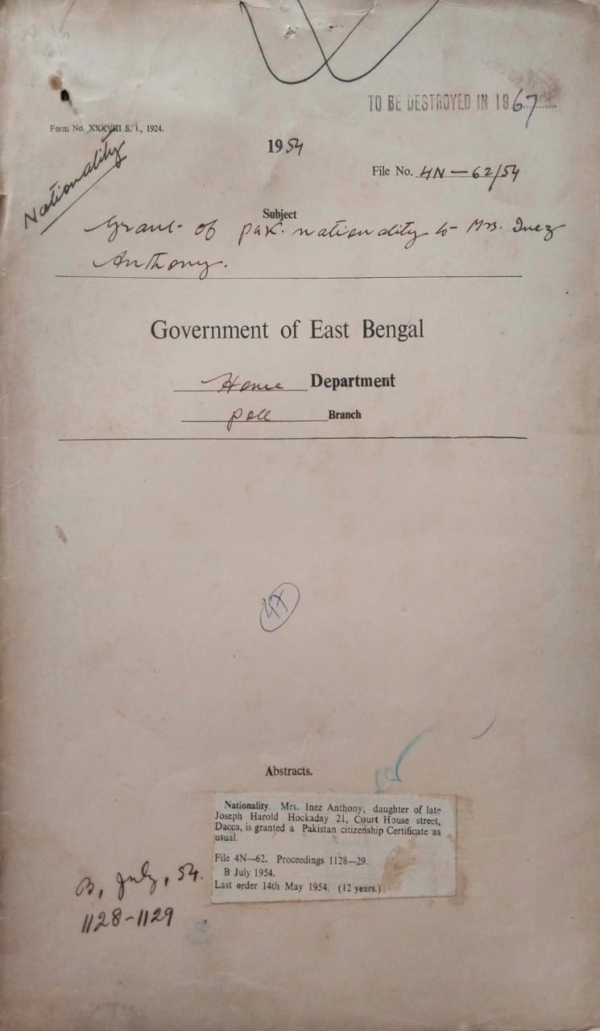 TO BE DESTROYED IN 1967
Form No. XXXVIII S. I., 1924.
1954
File No. 4N-62/54
Nationality
Subject
Grant of Pak. nationality to Mrs. Inez
Anthony.
Government of East Bengal
Home Department
Poll Branch
Abstracts.
Nationality. Mrs. Inez Anthony, daughter of late
Joseph Harold Hockaday 21, Court House street,
Dacca, is granted a Pakistan citizenship Certificate as
usual.
File 4N—62. Proceedings 1128—29.
B July 1954.
Last order 14th May 1954. (12 years.)
B, July, 54.
1128-1129